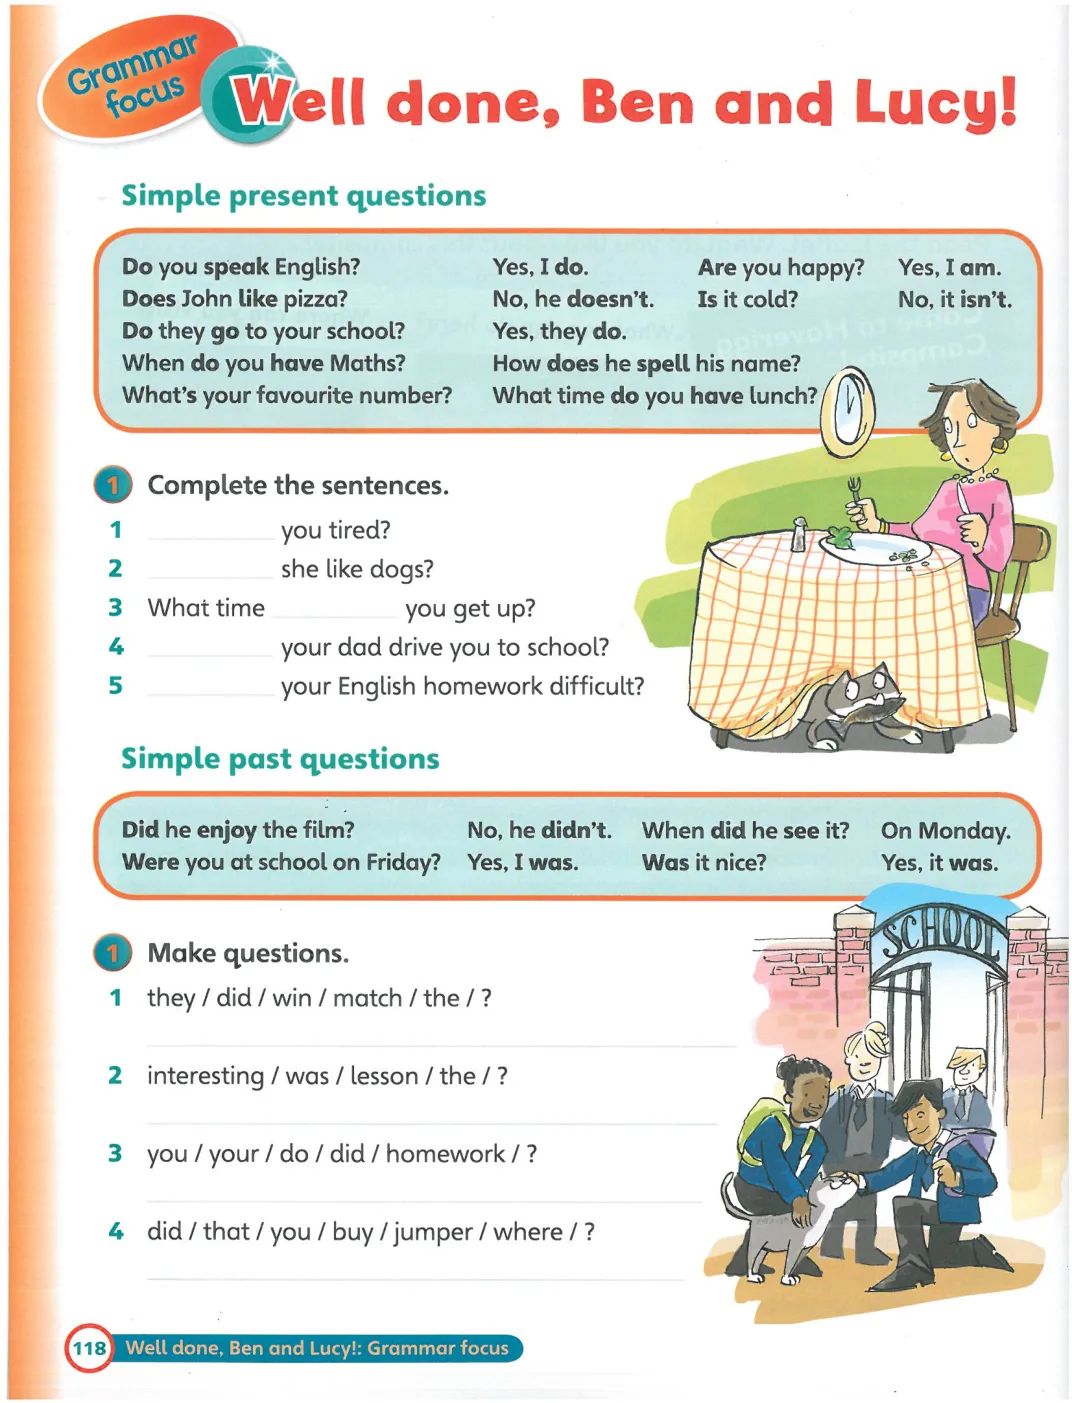 Grammar
focus
Well done, Ben and Lucy!
Simple present questions
Do you speak English? Yes, I do. Are you happy? Yes, I am.
Does John like pizza? No, he doesn't. Is it cold? No, it isn't.
Do they go to your school? Yes, they do.
When do you have Maths? How does he spell his name?
What's your favourite number? What time do you have lunch?
1 Complete the sentences.
1 you tired?
2 she like dogs?
3 What time you get up?
4 your dad drive you to school?
5 your English homework difficult?
Simple past questions
Did he enjoy the film? No, he didn't. When did he see it? On Monday.
Were you at school on Friday? Yes, I was. Was it nice? Yes, it was.
SCHOOL
1 Make questions.
1 they / did / win / match / the / ?
2 interesting / was / lesson / the / ?
3 you / your / do / did / homework / ?
4 did / that / you / buy / jumper / where / ?
118 Well done, Ben and Lucy!: Grammar focus